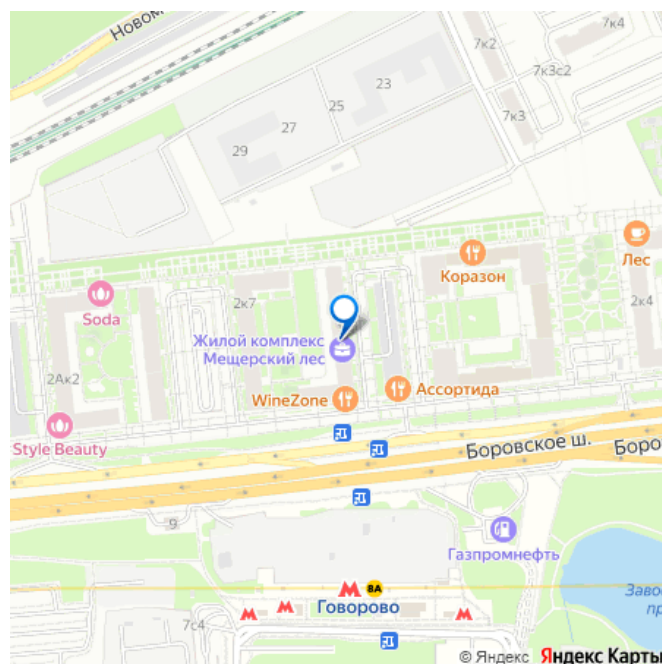 Новом
7к4
7к2
7к3с2
23
25
7к3
27
29
Коразон
Лес
Soda
2к7
2к4
Жилой комплекс
Мещерский лес
2Ак2
WineZone
Ассортида
Style Beauty
Боровское ш.
Боро
9
Газпромнефть
8А
Говорово
Заво
пр
7с4
© Яндекс Яндекс Карты